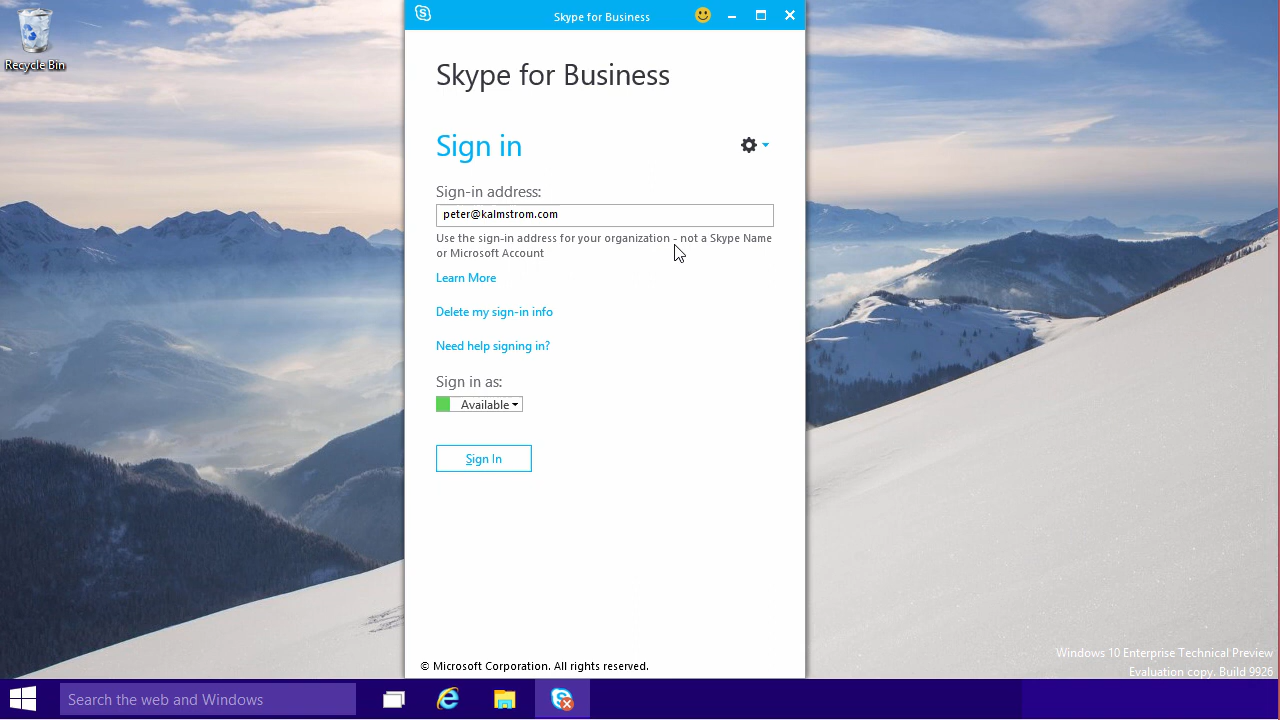 Recycle Bin
Skype for Business
Skype for Business
Sign in
Sign-in address:
peter@kalmstrom.com
Use the sign-in address for your organization - not a Skype Name
or Microsoft Account
Learn More
Delete my sign-in info
Need help signing in?
Sign in as:
Available
Sign In
© Microsoft Corporation. All rights reserved.
Windows 10 Enterprise Technical Preview
Evaluation copy. Build 9926
Search the web and Windows